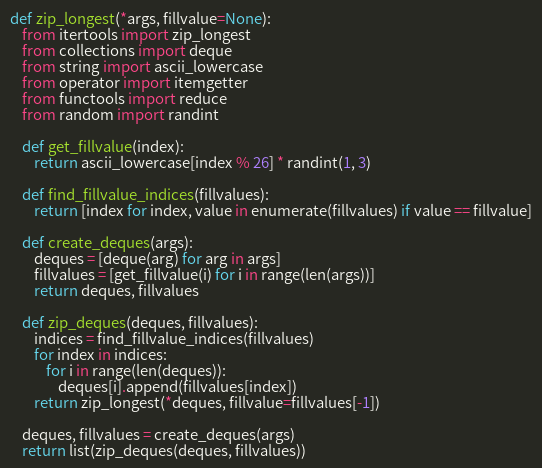 def zip_longest(*args, fillvalue=None):
from itertools import zip_longest
from collections import deque
from string import ascii_lowercase
from operator import itemgetter
from functools import reduce
from random import randint
def get_fillvalue(index):
return ascii_lowercase[index % 26] * randint(1, 3)
def find_fillvalue_indices(fillvalues):
return [index for index, value in enumerate(fillvalues) if value == fillvalue]
def create_deques(args):
deques = [deque(arg) for arg in args]
fillvalues = [get_fillvalue(i) for i in range(len(args))]
return deques, fillvalues
def zip_deques(deques, fillvalues):
indices = find_fillvalue_indices(fillvalues)
for index in indices:
for i in range(len(deques)):
deques[i].append(fillvalues[index])
return zip_longest(*deques, fillvalue=fillvalues[-1])
deques, fillvalues = create_deques(args)
return list(zip_deques(deques, fillvalues))